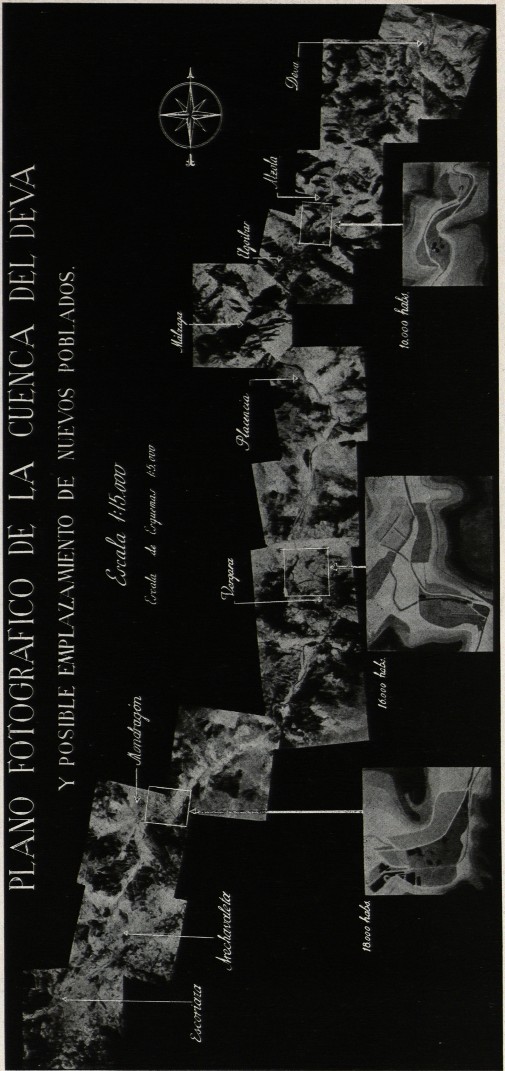 PLANO FOTOGRAFICO DE LA CUENCA DEL DEVA
Y POSIBLE EMPLAZAMIENTO DE NUEVOS POBLADOS.
Escala 1:15.000
Escala de Esquemas 1:5.000
Escoriaza
Arechavaleta
Mondragón
Vergara
Placencia
Malzaga
Elgoibar
Alzola
Deva
18.000 habs.
16.000 habs.
10.000 habs.